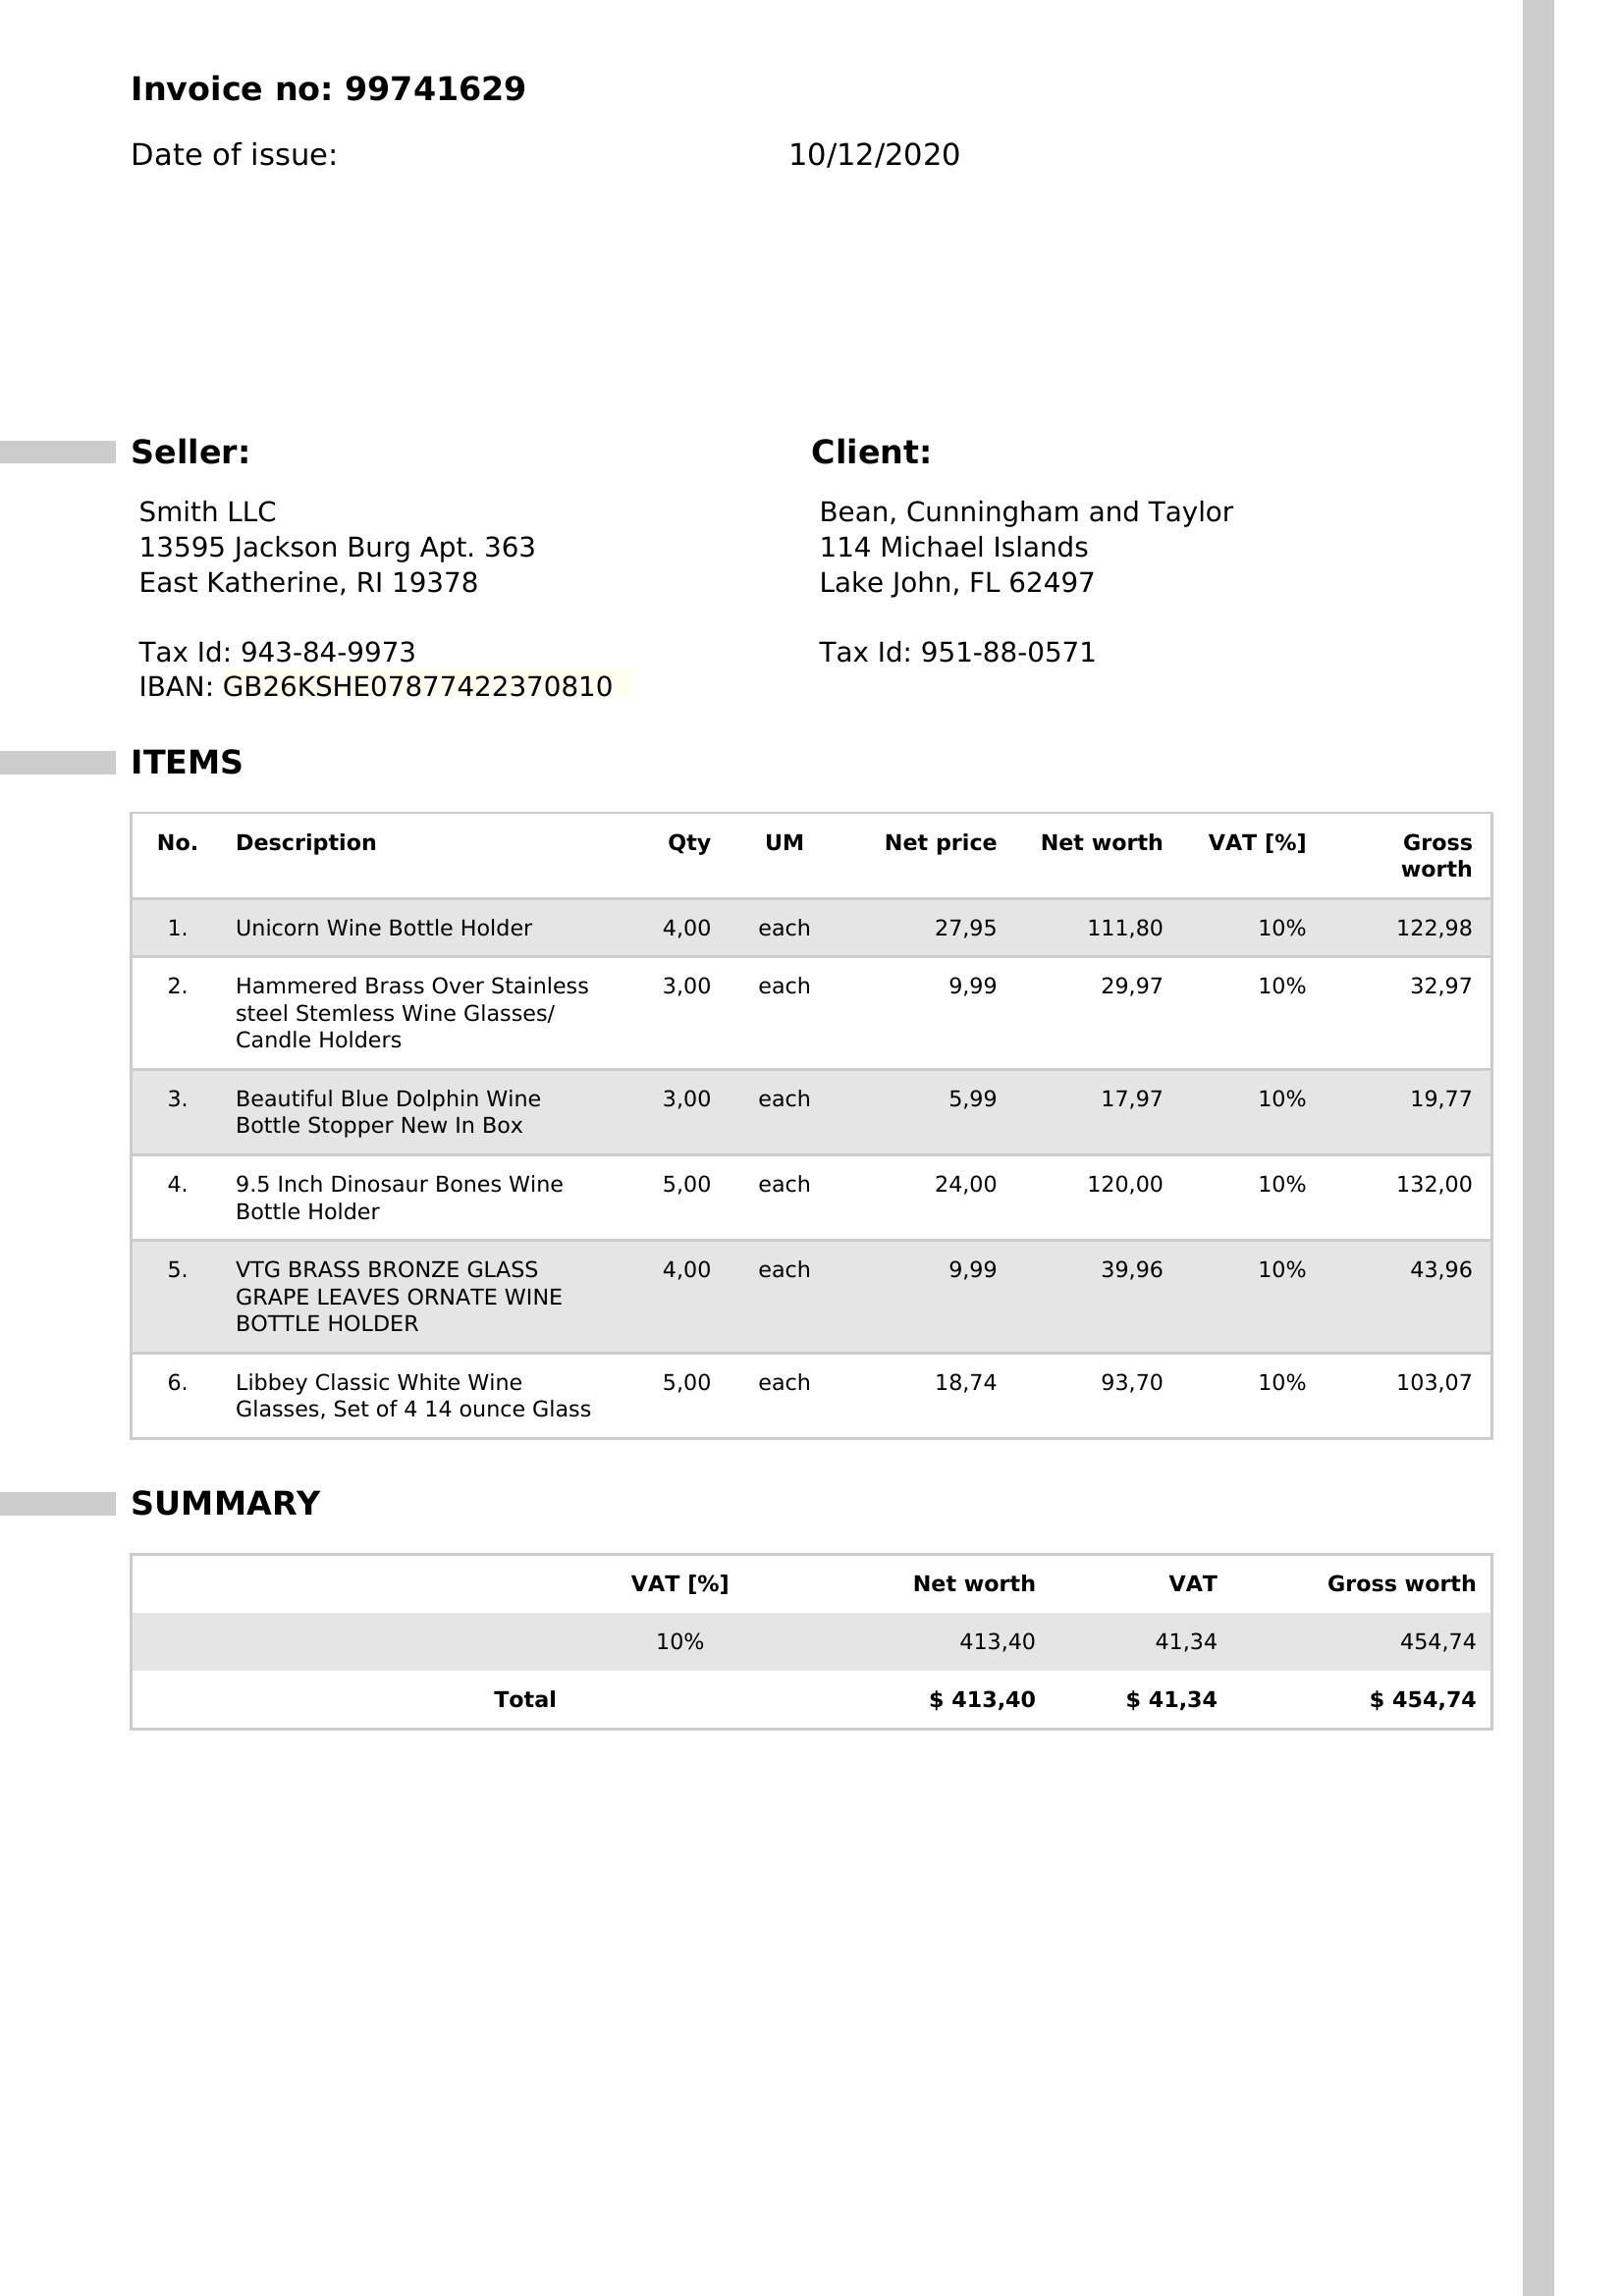 Invoice no: 99741629
Date of issue: 10/12/2020
Seller:
Smith LLC
13595 Jackson Burg Apt. 363
East Katherine, RI 19378
Tax Id: 943-84-9973
IBAN: GB26KSHE07877422370810
Client:
Bean, Cunningham and Taylor
114 Michael Islands
Lake John, FL 62497
Tax Id: 951-88-0571
ITEMS
No. Description Qty UM Net price Net worth VAT [%] Gross
worth
1. Unicorn Wine Bottle Holder 4,00 each 27,95 111,80 10% 122,98
2. Hammered Brass Over Stainless 3,00 each 9,99 29,97 10% 32,97
steel Stemless Wine Glasses/
Candle Holders
3. Beautiful Blue Dolphin Wine 3,00 each 5,99 17,97 10% 19,77
Bottle Stopper New In Box
4. 9.5 Inch Dinosaur Bones Wine 5,00 each 24,00 120,00 10% 132,00
Bottle Holder
5. VTG BRASS BRONZE GLASS 4,00 each 9,99 39,96 10% 43,96
GRAPE LEAVES ORNATE WINE
BOTTLE HOLDER
6. Libbey Classic White Wine 5,00 each 18,74 93,70 10% 103,07
Glasses, Set of 4 14 ounce Glass
SUMMARY
VAT [%] Net worth VAT Gross worth
10% 413,40 41,34 454,74
Total $ 413,40 $ 41,34 $ 454,74